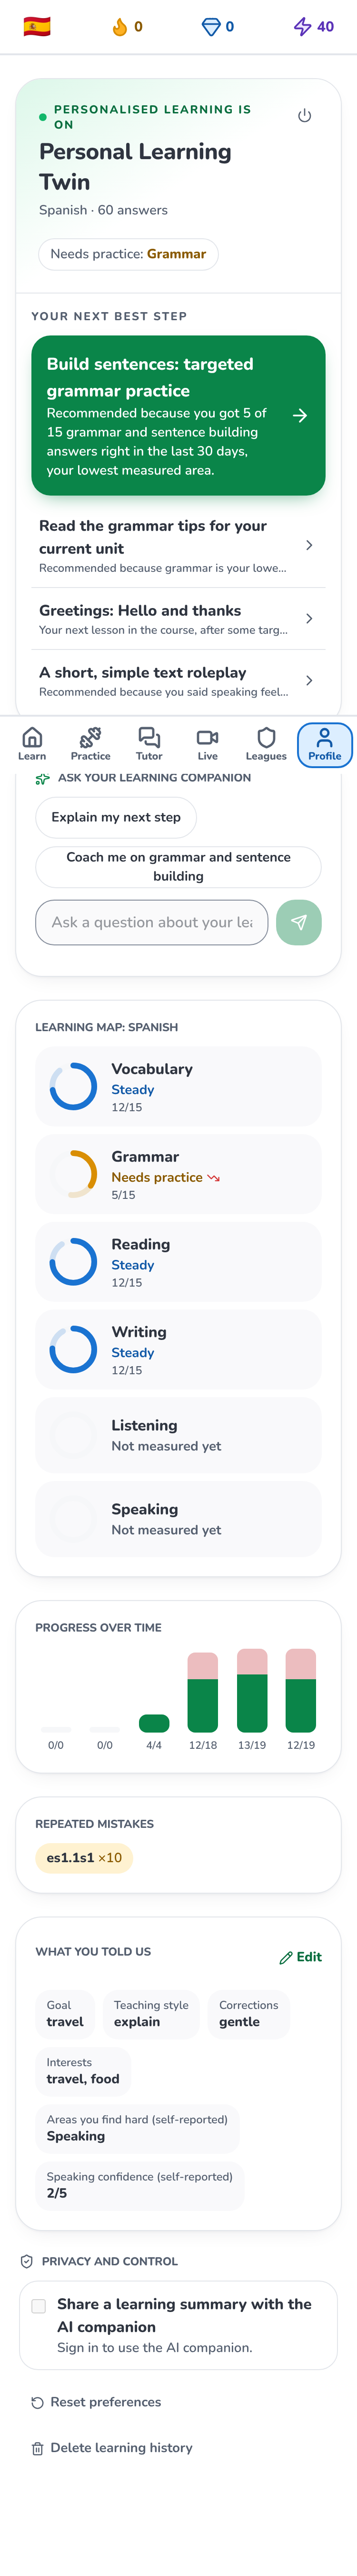 0
0
40
PERSONALISED LEARNING IS
ON
Personal Learning
Twin
Spanish · 60 answers
Needs practice: Grammar
YOUR NEXT BEST STEP
Build sentences: targeted
grammar practice
Recommended because you got 5 of
15 grammar and sentence building
answers right in the last 30 days,
your lowest measured area.
Read the grammar tips for your
current unit
Recommended because grammar is your lowe...
Greetings: Hello and thanks
Your next lesson in the course, after some targ...
A short, simple text roleplay
Recommended because you said speaking feel...
Learn
Practice
Tutor
Live
Leagues
Profile
ASK YOUR LEARNING COMPANION
Explain my next step
Coach me on grammar and sentence
building
Ask a question about your lea
LEARNING MAP: SPANISH
Vocabulary
Steady
12/15
Grammar
Needs practice
5/15
Reading
Steady
12/15
Writing
Steady
12/15
Listening
Not measured yet
Speaking
Not measured yet
PROGRESS OVER TIME
0/0
0/0
4/4
12/18
13/19
12/19
REPEATED MISTAKES
es1.1s1 ×10
WHAT YOU TOLD US
Edit
Goal
travel
Teaching style
explain
Corrections
gentle
Interests
travel, food
Areas you find hard (self-reported)
Speaking
Speaking confidence (self-reported)
2/5
PRIVACY AND CONTROL
Share a learning summary with the
AI companion
Sign in to use the AI companion.
Reset preferences
Delete learning history